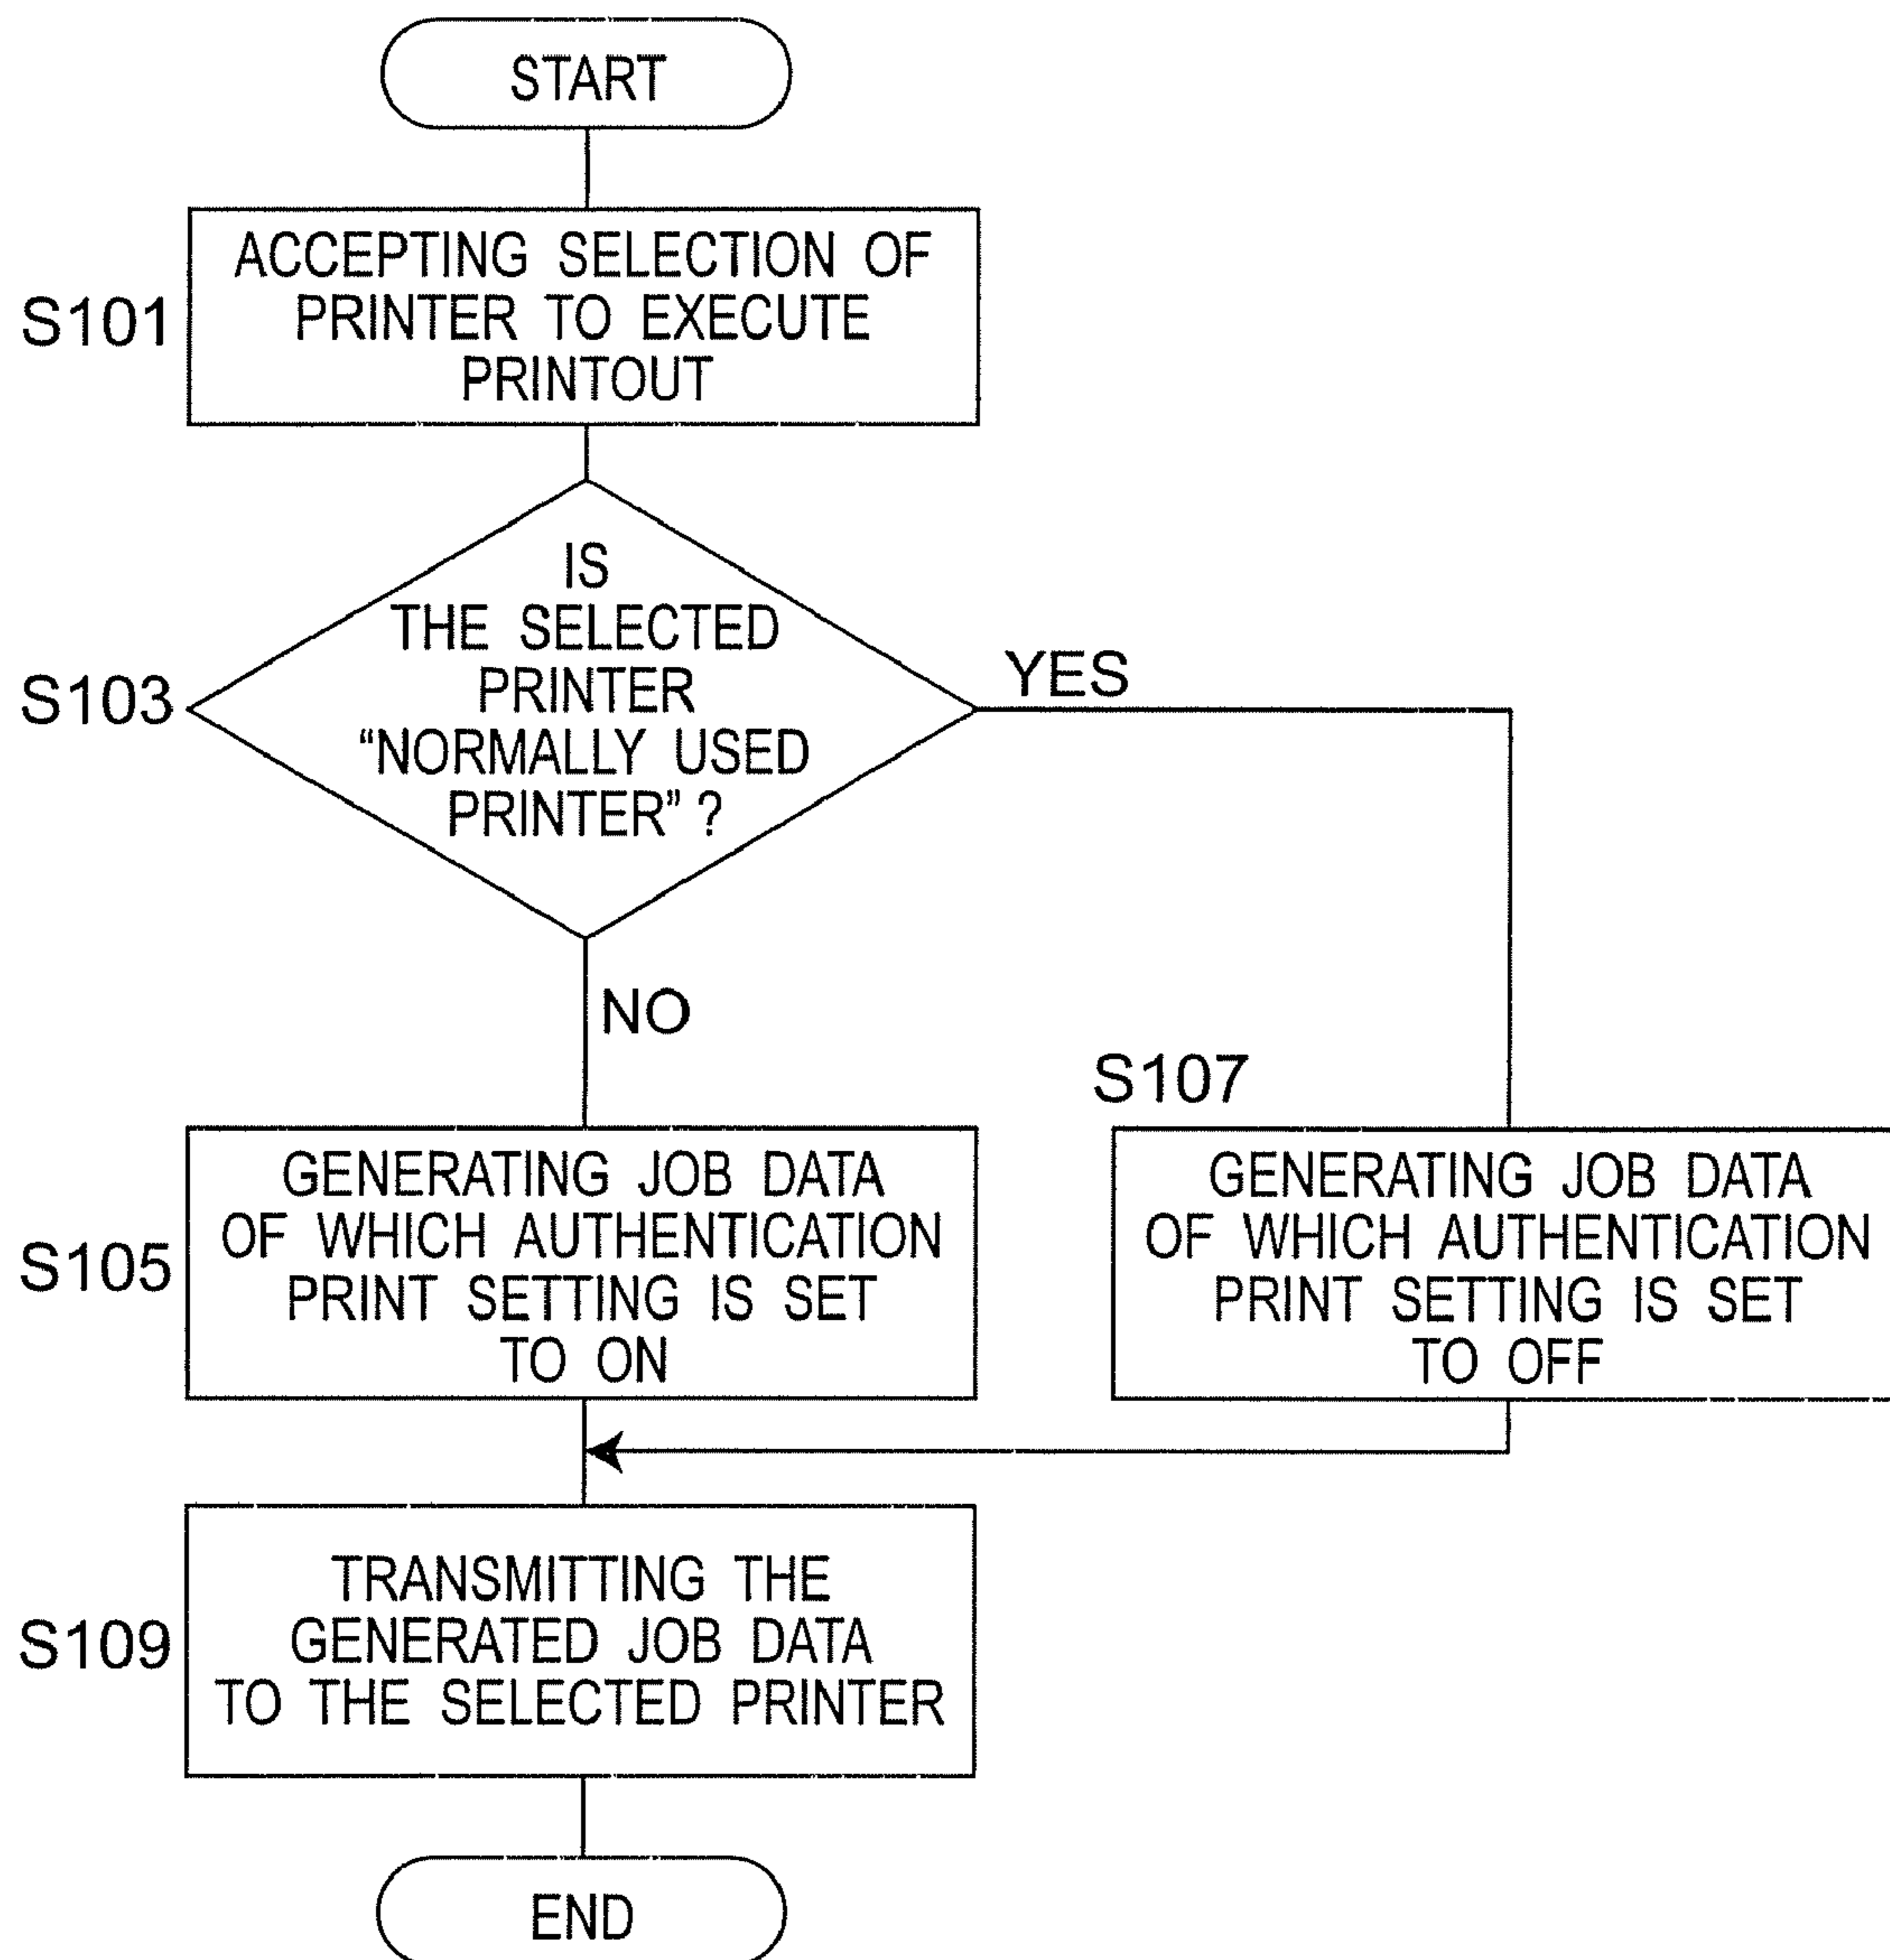 START
S101
ACCEPTING SELECTION OF
PRINTER TO EXECUTE
PRINTOUT
S103
IS
THE SELECTED
PRINTER
“NORMALLY USED
PRINTER” ?
YES
NO
S105
GENERATING JOB DATA
OF WHICH AUTHENTICATION
PRINT SETTING IS SET
TO ON
S107
GENERATING JOB DATA
OF WHICH AUTHENTICATION
PRINT SETTING IS SET
TO OFF
S109
TRANSMITTING THE
GENERATED JOB DATA
TO THE SELECTED PRINTER
END